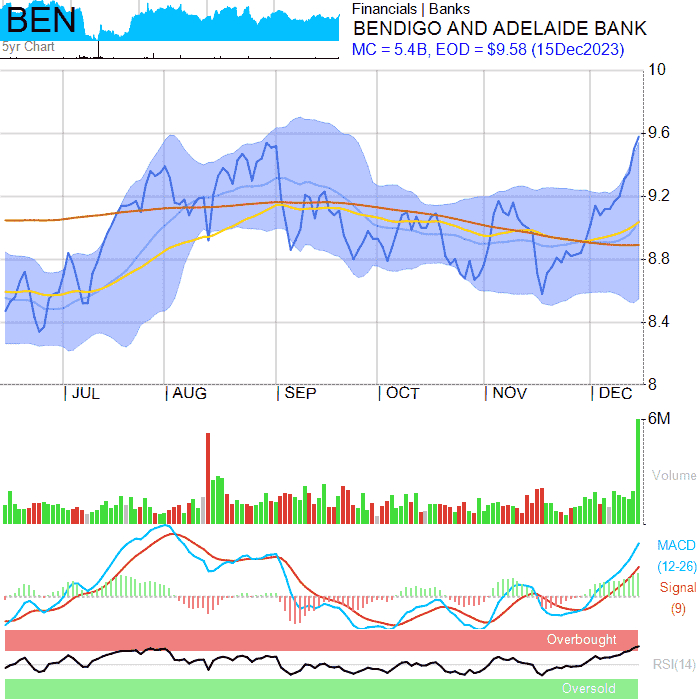 BEN
5yr Chart
Financials | Banks
BENDIGO AND ADELAIDE BANK
MC = 5.4B, EOD = $9.58 (15Dec2023)
10
9.6
9.2
8.8
8.4
8
| JUL | AUG | SEP | OCT | NOV | DEC
6M
Volume
MACD
(12-26)
Signal
(9)
Overbought
RSI(14)
Oversold